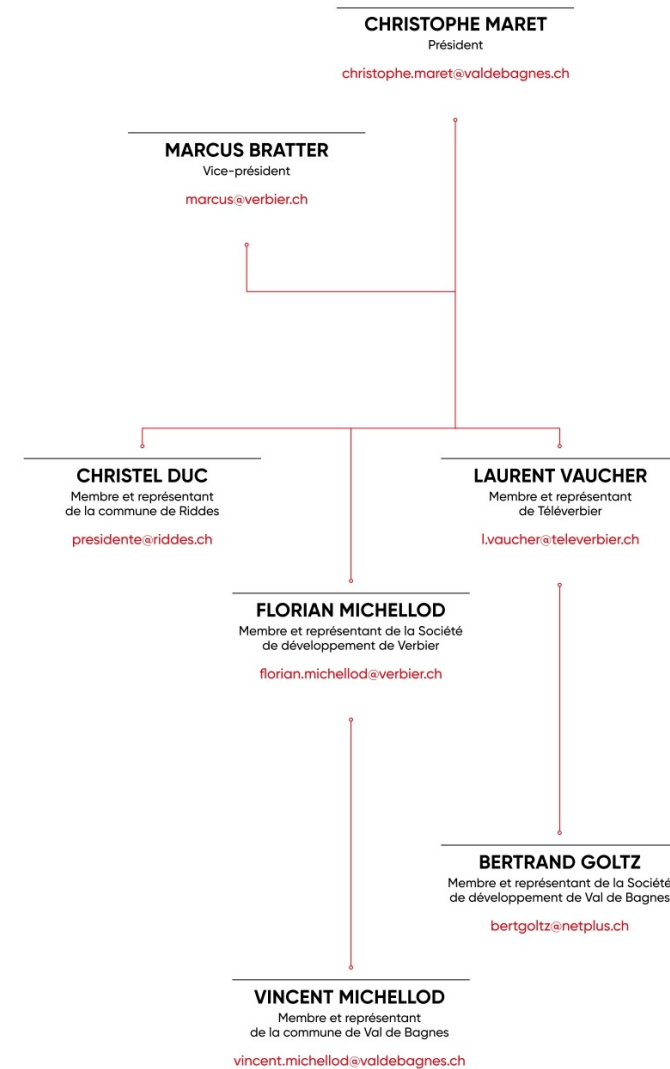 CHRISTOPHE MARET
Président
christophe.maret@valdebagnes.ch
MARCUS BRATTER
Vice-président
marcus@verbier.ch
CHRISTEL DUC
Membre et représentant
de la commune de Riddes
presidente@riddes.ch
LAURENT VAUCHER
Membre et représentant
de Téléverbier
l.vaucher@televerbier.ch
FLORIAN MICHELLOD
Membre et représentant de la Société
de développement de Verbier
florian.michellod@verbier.ch
BERTRAND GOLTZ
Membre et représentant de la Société
de développement de Val de Bagnes
bertgoltz@netplus.ch
VINCENT MICHELLOD
Membre et représentant
de la commune de Val de Bagnes
vincent.michellod@valdebagnes.ch